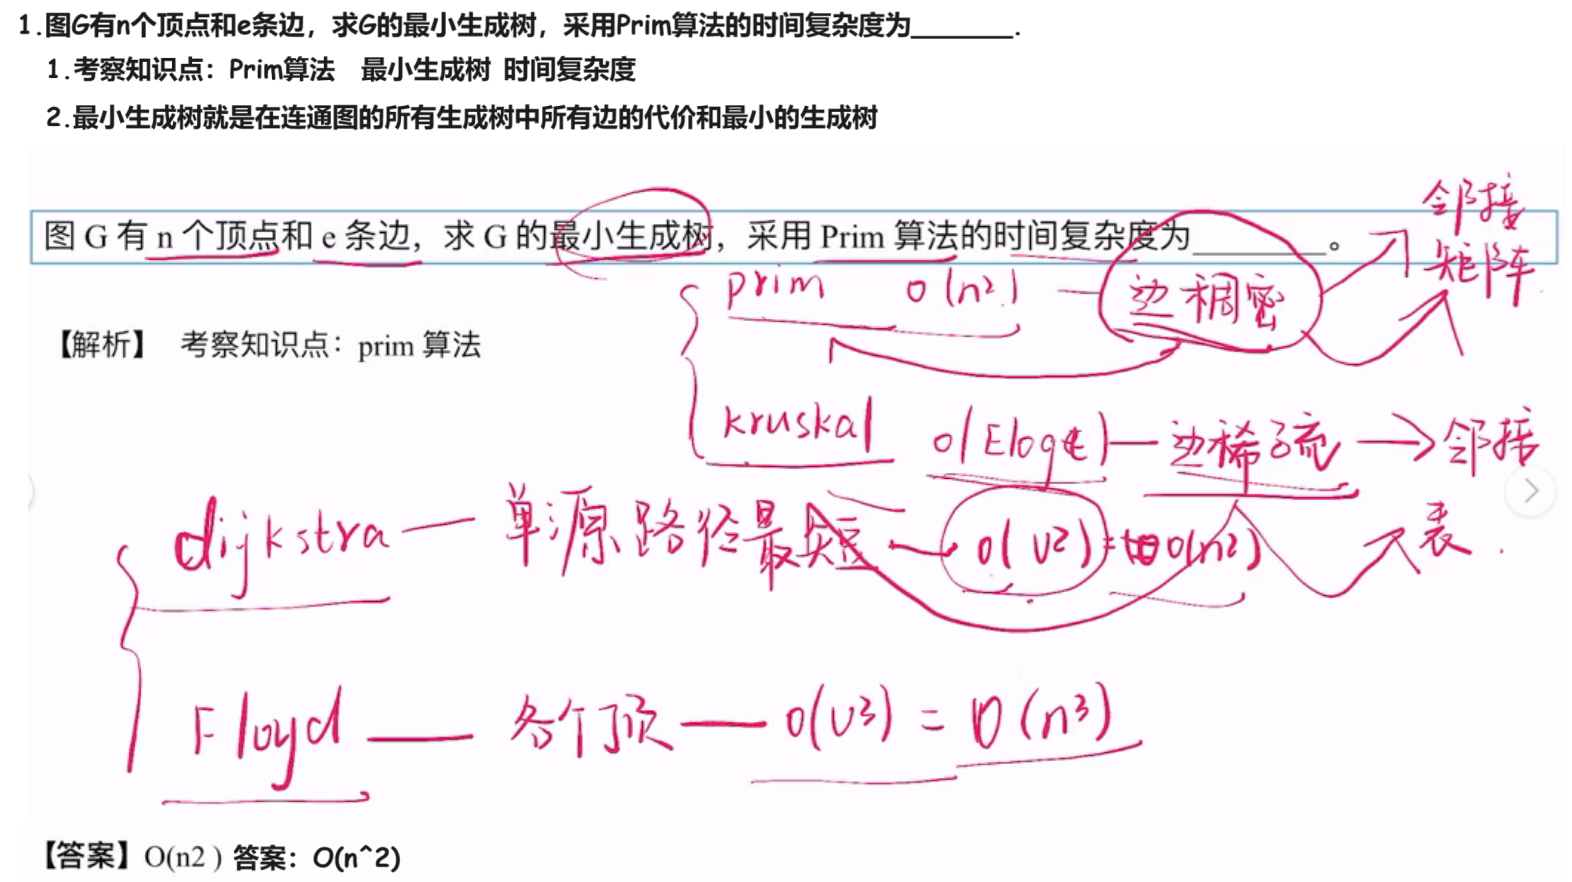 1.图G有n个顶点和e条边，求G的最小生成树，采用Prim算法的时间复杂度为_______.
1.考察知识点：Prim算法 最小生成树 时间复杂度
2.最小生成树就是在连通图的所有生成树中所有边的代价和最小的生成树
邻接
图 G 有 n 个顶点和 e 条边，求 G 的最小生成树，采用 Prim 算法的时间复杂度为_________。
矩阵
prim O(n2) — 边稠密
【解析】 考察知识点：prim 算法
kruskal O(Eloge) — 边稀疏 → 邻接
表.
dijkstra — 单源路径最短 — O(V2) = O(n2)
Floyd — 各个顶 — O(V3) = O(n3)
【答案】O(n2 ) 答案：O(n^2)